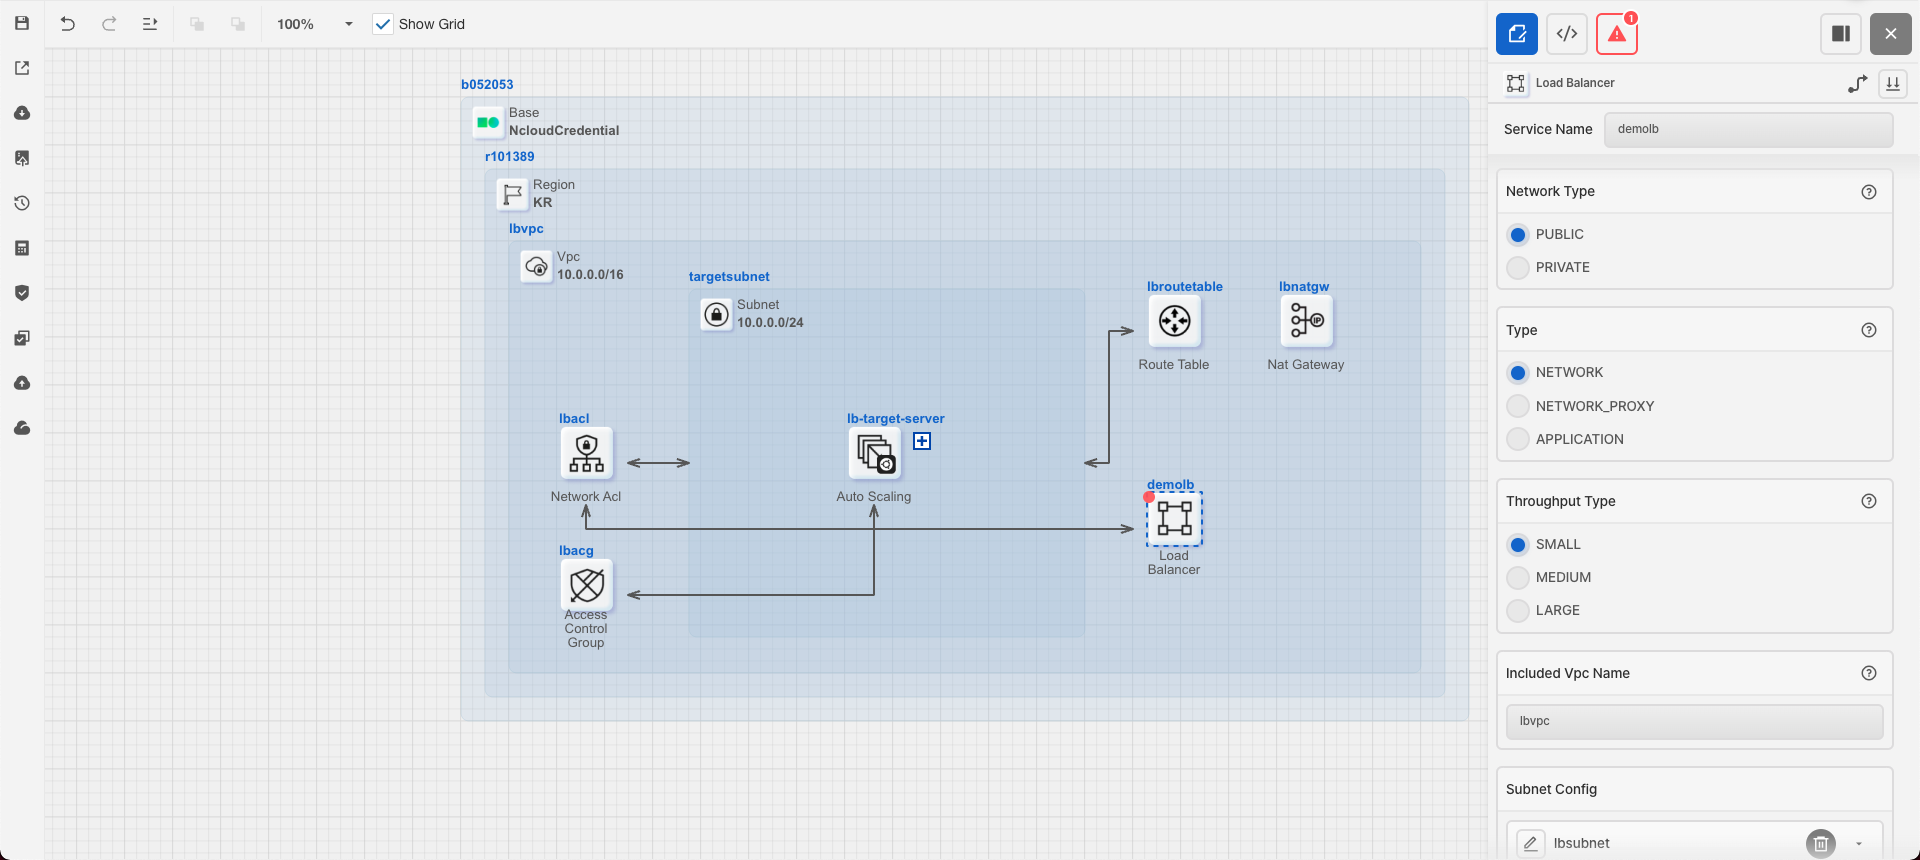 100%
Show Grid
b052053
Base
NcloudCredential
r101389
Region
KR
lbvpc
Vpc
10.0.0.0/16
targetsubnet
Subnet
10.0.0.0/24
lbroutetable
Route Table
lbnatgw
IP
Nat Gateway
lbacl
Network Acl
lb-target-server
Auto Scaling
demolb
Load
Balancer
lbacg
Access
Control
Group
</>
1
Load Balancer
Service Name
demolb
Network Type
PUBLIC
PRIVATE
Type
NETWORK
NETWORK_PROXY
APPLICATION
Throughput Type
SMALL
MEDIUM
LARGE
Included Vpc Name
lbvpc
Subnet Config
lbsubnet